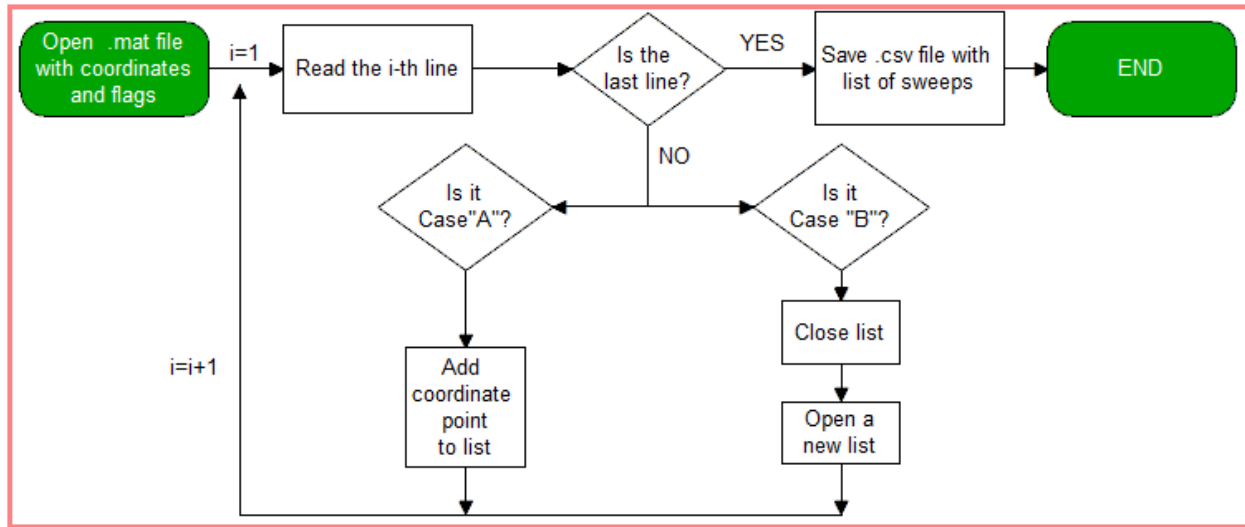 Open .mat file
with coordinates
and flags
i=1
Read the i-th line
Is the
last line?
YES
Save .csv file with
list of sweeps
END
NO
Is it
Case"A"?
Is it
Case "B"?
Close list
i=i+1
Add
coordinate
point
to list
Open a
new list